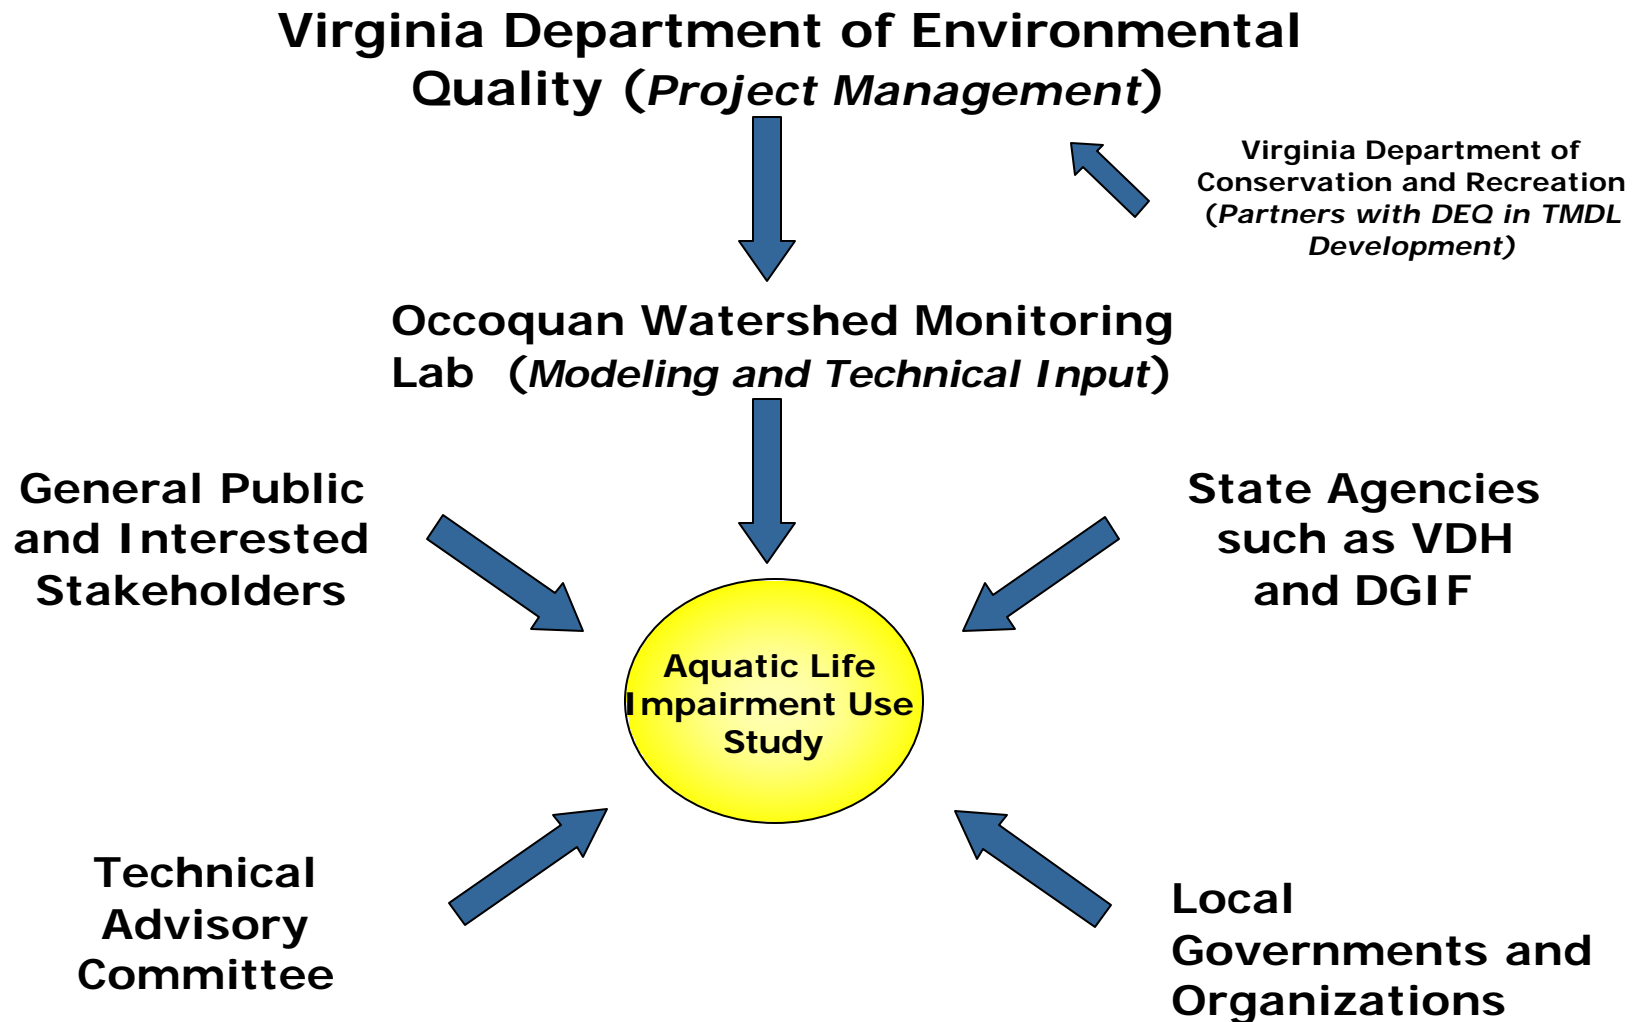 Virginia Department of Environmental
Quality (Project Management)
Virginia Department of
Conservation and Recreation
(Partners with DEQ in TMDL
Development)
Occoquan Watershed Monitoring
Lab (Modeling and Technical Input)
General Public
and Interested
Stakeholders
State Agencies
such as VDH
and DGIF
Aquatic Life
Impairment Use
Study
Technical
Advisory
Committee
Local
Governments and
Organizations